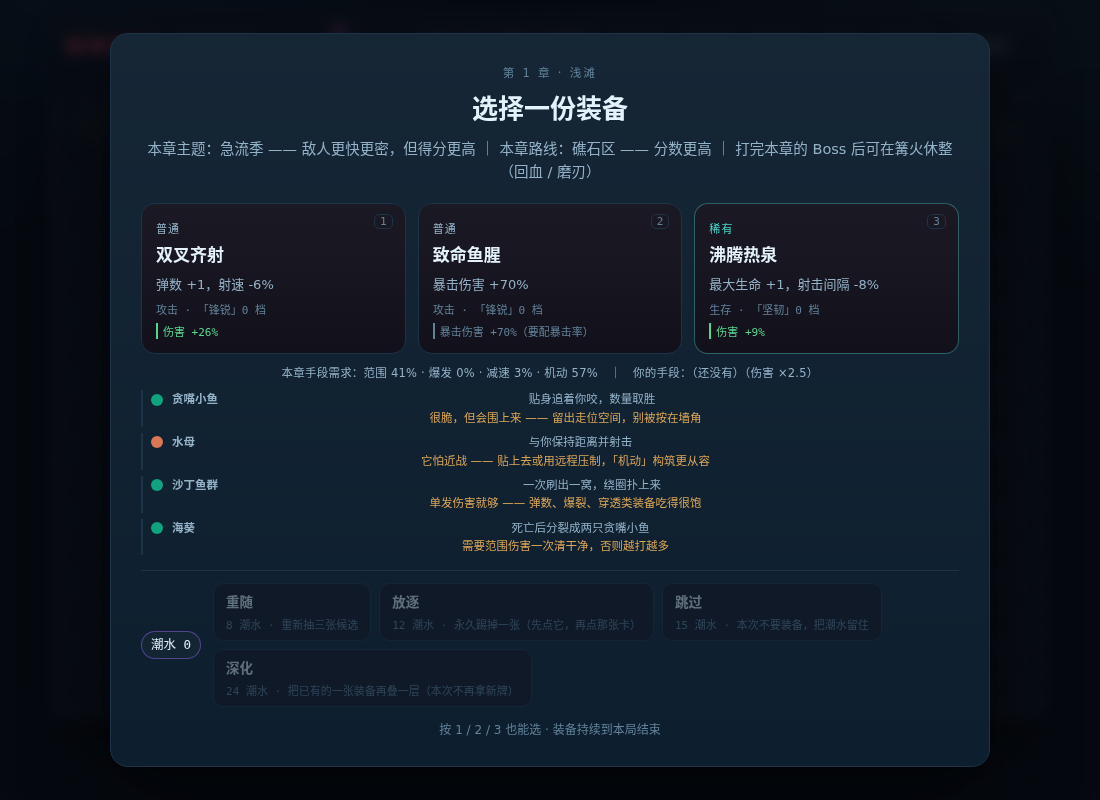 第 1 章 · 浅滩
选择一份装备
本章主题：急流季 —— 敌人更快更密，但得分更高 ｜ 本章路线：礁石区 —— 分数更高 ｜ 打完本章的 Boss 后可在篝火休整
（回血 / 磨刃）
普通
1
双叉齐射
弹数 +1，射速 -6%
攻击 · 「锋锐」0 档
伤害 +26%
普通
2
致命鱼腥
暴击伤害 +70%
攻击 · 「锋锐」0 档
暴击伤害 +70%（要配暴击率）
稀有
3
沸腾热泉
最大生命 +1，射击间隔 -8%
生存 · 「坚韧」0 档
伤害 +9%
本章手段需求：范围 41% · 爆发 0% · 减速 3% · 机动 57% ｜ 你的手段：（还没有）（伤害 ×2.5）
贪嘴小鱼
贴身追着你咬，数量取胜
很脆，但会围上来 —— 留出走位空间，别被按在墙角
水母
与你保持距离并射击
它怕近战 —— 贴上去或用远程压制，「机动」构筑更从容
沙丁鱼群
一次刷出一窝，绕圈扑上来
单发伤害就够 —— 弹数、爆裂、穿透类装备吃得很饱
海葵
死亡后分裂成两只贪嘴小鱼
需要范围伤害一次清干净，否则越打越多
潮水 0
重随
8 潮水 · 重新抽三张候选
放逐
12 潮水 · 永久踢掉一张（先点它，再点那张卡）
跳过
15 潮水 · 本次不要装备，把潮水留住
深化
24 潮水 · 把已有的一张装备再叠一层（本次不再拿新牌）
按 1 / 2 / 3 也能选 · 装备持续到本局结束